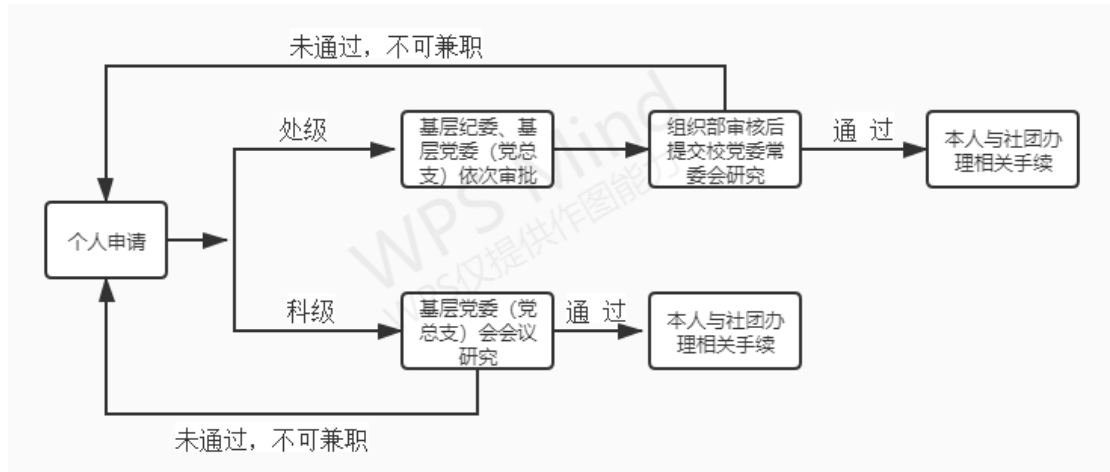 未通过，不可兼职
处级
基层纪委、基
层党委（党总
支）依次审批
组织部审核后
提交校党委常
委会研究
通 过
本人与社团办
理相关手续
个人申请
科级
基层党委（党
总支）会会议
研究
通 过
本人与社团办
理相关手续
未通过，不可兼职
WPS Mind
WPS仅提供作图能力